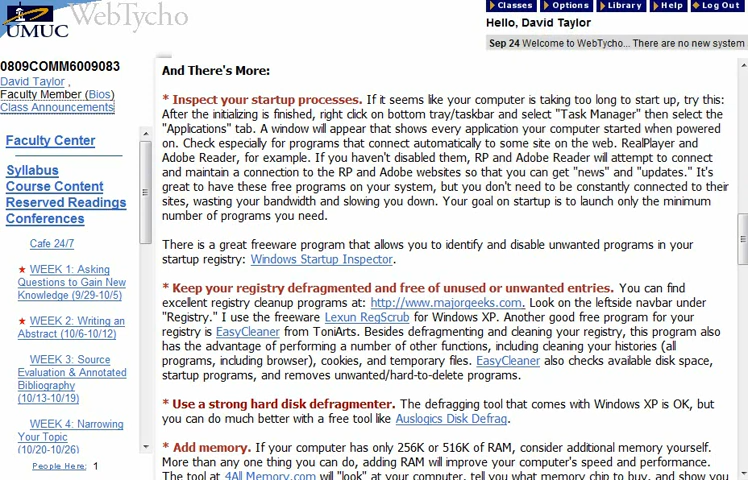 UMUC
WebTycho
Classes Options Library Help Log Out
Hello, David Taylor
Sep 24 Welcome to WebTycho... There are no new system
0809COMM6009083
David Taylor ,
Faculty Member (Bios)
Class Announcements
Faculty Center
Syllabus
Course Content
Reserved Readings
Conferences
Cafe 24/7
★ WEEK 1: Asking
Questions to Gain New
Knowledge (9/29-10/5)
★ WEEK 2: Writing an
Abstract (10/6-10/12)
WEEK 3: Source
Evaluation & Annotated
Bibliography
(10/13-10/19)
WEEK 4: Narrowing
Your Topic
(10/20-10/26)
People Here: 1
And There's More:
* Inspect your startup processes. If it seems like your computer is taking too long to start up, try this:
After the initializing is finished, right click on bottom tray/taskbar and select "Task Manager" then select the
"Applications" tab. A window will appear that shows every application your computer started when powered
on. Check especially for programs that connect automatically to some site on the web. RealPlayer and
Adobe Reader, for example. If you haven't disabled them, RP and Adobe Reader will attempt to connect
and maintain a connection to the RP and Adobe websites so that you can get "news" and "updates." It's
great to have these free programs on your system, but you don't need to be constantly connected to their
sites, wasting your bandwidth and slowing you down. Your goal on startup is to launch only the minimum
number of programs you need.
There is a great freeware program that allows you to identify and disable unwanted programs in your
startup registry: Windows Startup Inspector.
* Keep your registry defragmented and free of unused or unwanted entries. You can find
excellent registry cleanup programs at: http://www.majorgeeks.com. Look on the leftside navbar under
"Registry." I use the freeware Lexun RegScrub for Windows XP. Another good free program for your
registry is EasyCleaner from ToniArts. Besides defragmenting and cleaning your registry, this program also
has the advantage of performing a number of other functions, including cleaning your histories (all
programs, including browser), cookies, and temporary files. EasyCleaner also checks available disk space,
startup programs, and removes unwanted/hard-to-delete programs.
* Use a strong hard disk defragmenter. The defragging tool that comes with Windows XP is OK, but
you can do much better with a free tool like Auslogics Disk Defrag.
* Add memory. If your computer has only 256K or 516K of RAM, consider additional memory yourself.
More than any one thing you can do, adding RAM will improve your computer's speed and performance.
The tool at 4All Memory.com will "look" at your computer, tell you what memory chip to buy, and show you